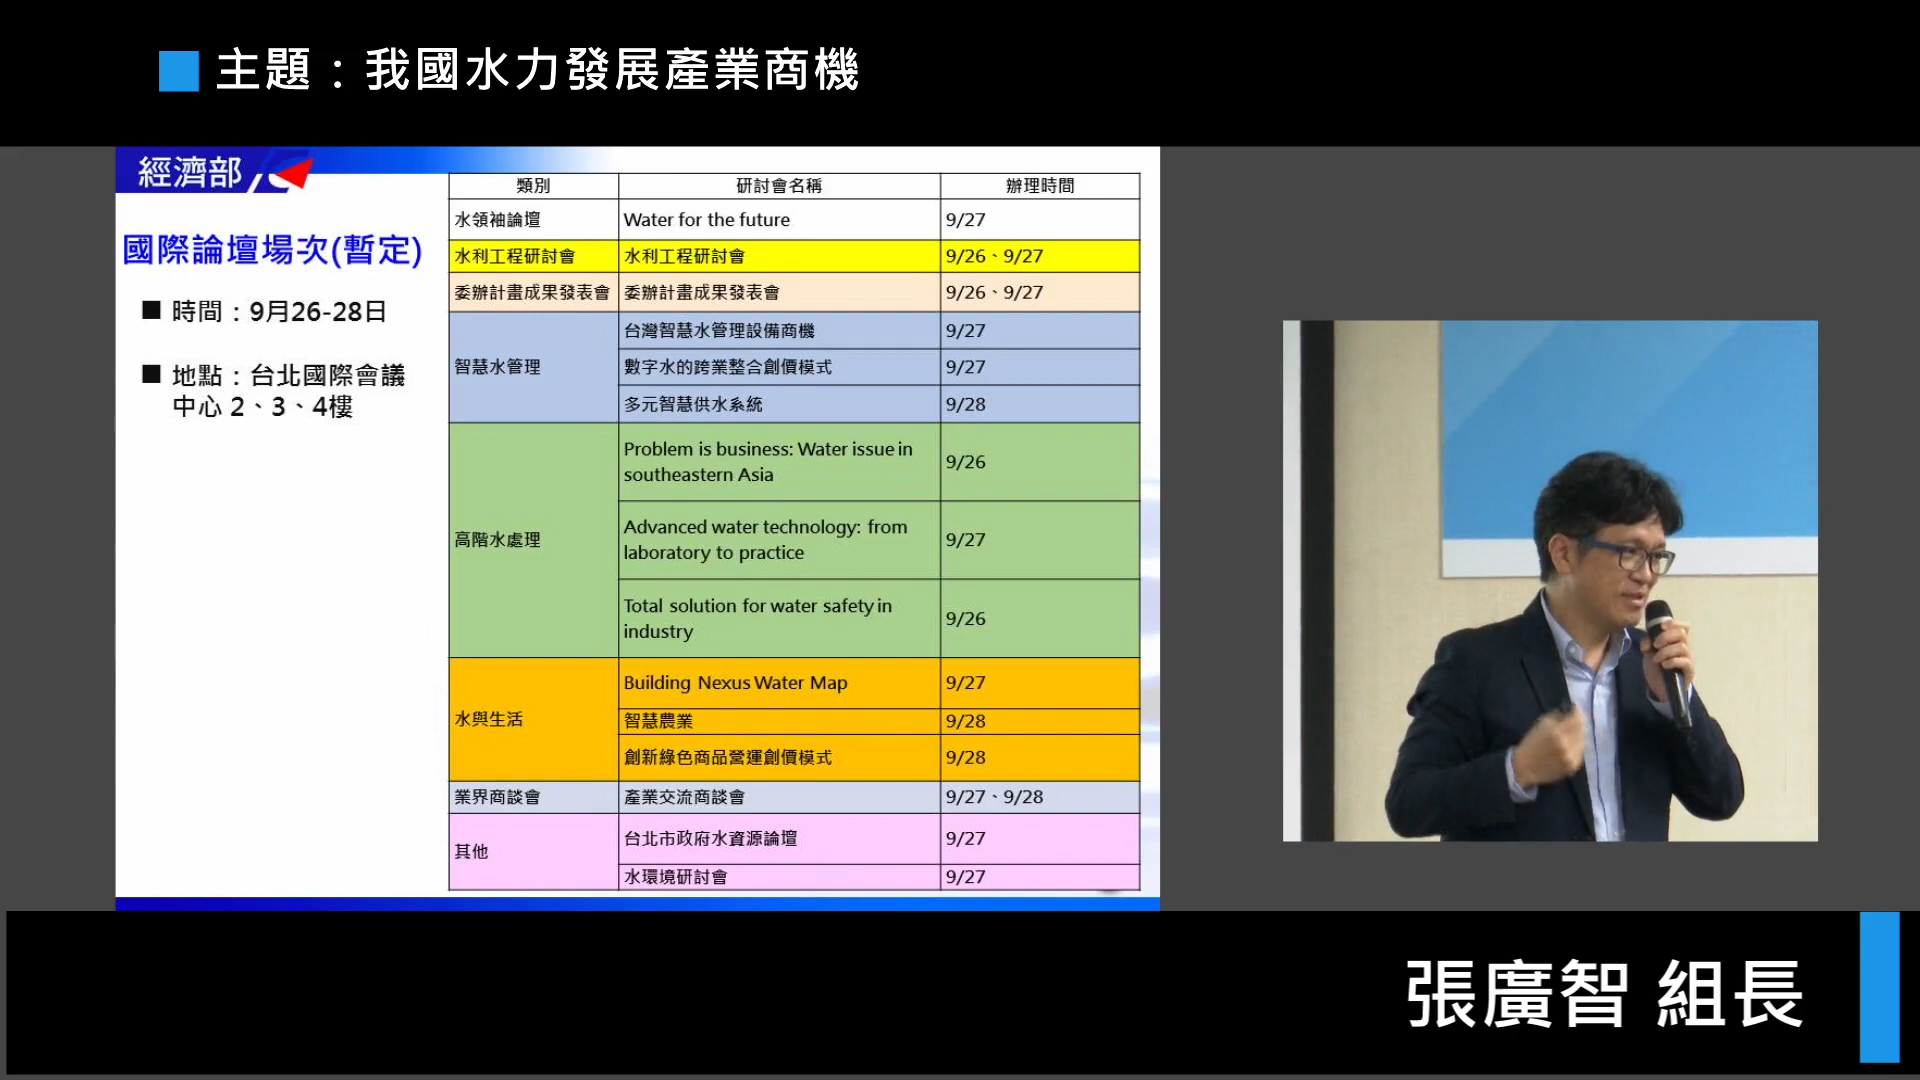 主題：我國水力發展產業商機
經濟部
國際論壇場次(暫定)
■ 時間：9月26-28日
■ 地點：台北國際會議
中心 2、3、4樓
類別 研討會名稱 辦理時間
水領袖論壇 Water for the future 9/27
水利工程研討會 水利工程研討會 9/26、9/27
委辦計畫成果發表會 委辦計畫成果發表會 9/26、9/27
智慧水管理
台灣智慧水管理設備商機 9/27
數字水的跨業整合創價模式 9/27
多元智慧供水系統 9/28
高階水處理
Problem is business: Water issue in
southeastern Asia
9/26
Advanced water technology: from
laboratory to practice
9/27
Total solution for water safety in
industry
9/26
水與生活
Building Nexus Water Map 9/27
智慧農業 9/28
創新綠色商品營運創價模式 9/28
業界商談會 產業交流商談會 9/27、9/28
其他
台北市政府水資源論壇 9/27
水環境研討會 9/27
張廣智 組長